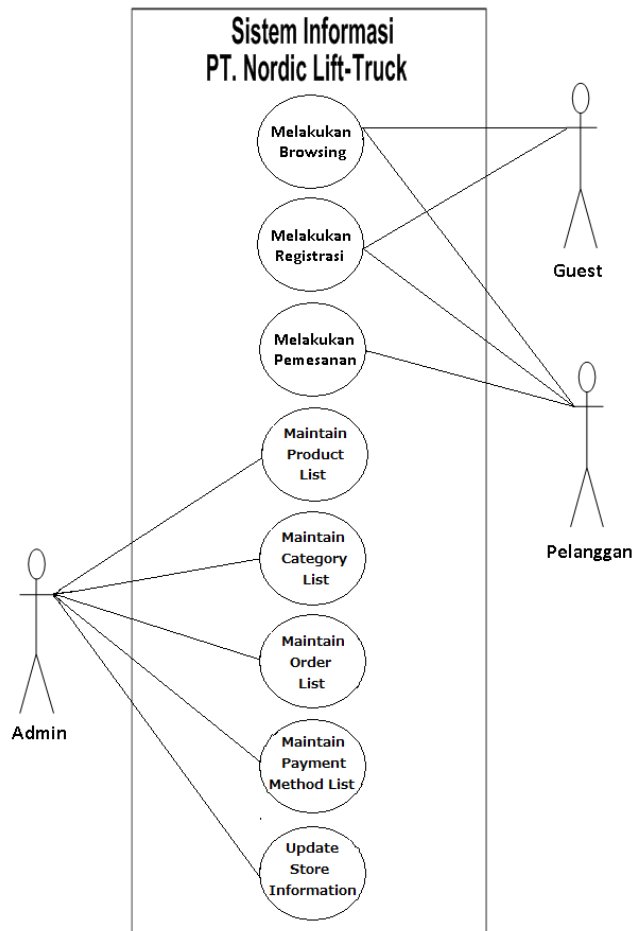 Sistem Informasi
PT. Nordic Lift-Truck
Melakukan
Browsing
Melakukan
Registrasi
Guest
Melakukan
Pemesanan
Maintain
Product
List
Pelanggan
Maintain
Category
List
Admin
Maintain
Order
List
Maintain
Payment
Method List
Update
Store
Information